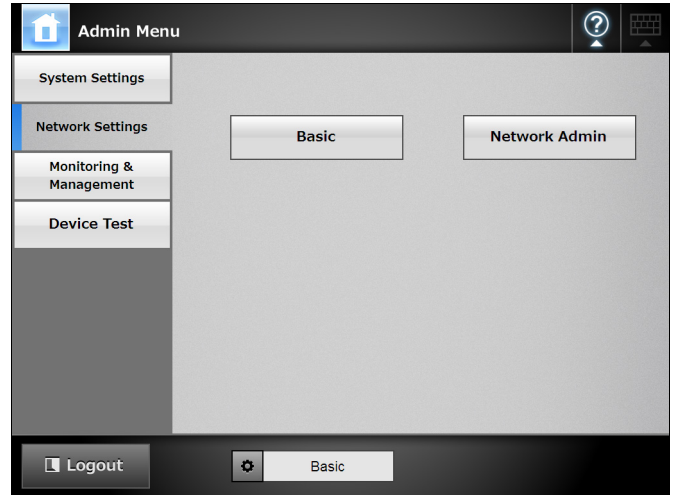 Admin Menu
?
System Settings
Network Settings
Basic
Network Admin
Monitoring &
Management
Device Test
Logout
Basic